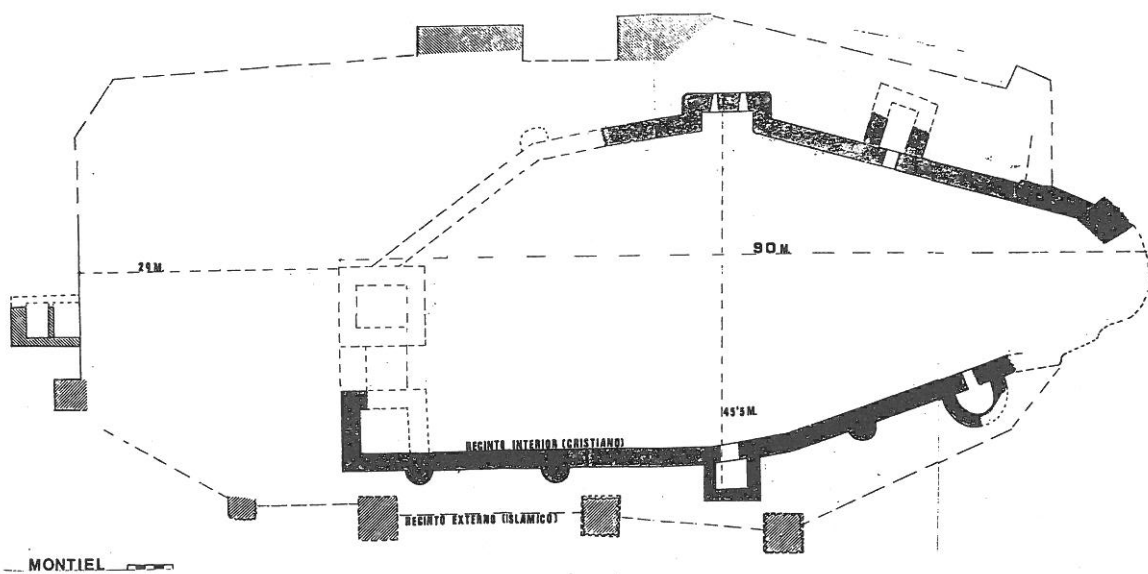 29 M.
90 M.
45'5 M.
RECINTO INTERIOR (CRISTIANO)
RECINTO EXTERNO (ISLAMICO)
MONTIEL